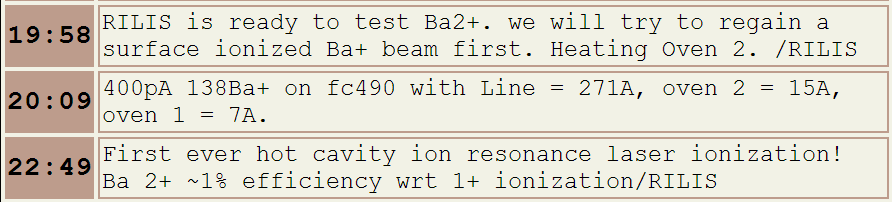 19:58
RILIS is ready to test Ba2+. we will try to regain a
surface ionized Ba+ beam first. Heating Oven 2. /RILIS
20:09
400pA 138Ba+ on fc490 with Line = 271A, oven 2 = 15A,
oven 1 = 7A.
22:49
First ever hot cavity ion resonance laser ionization!
Ba 2+ ~1% efficiency wrt 1+ ionization/RILIS